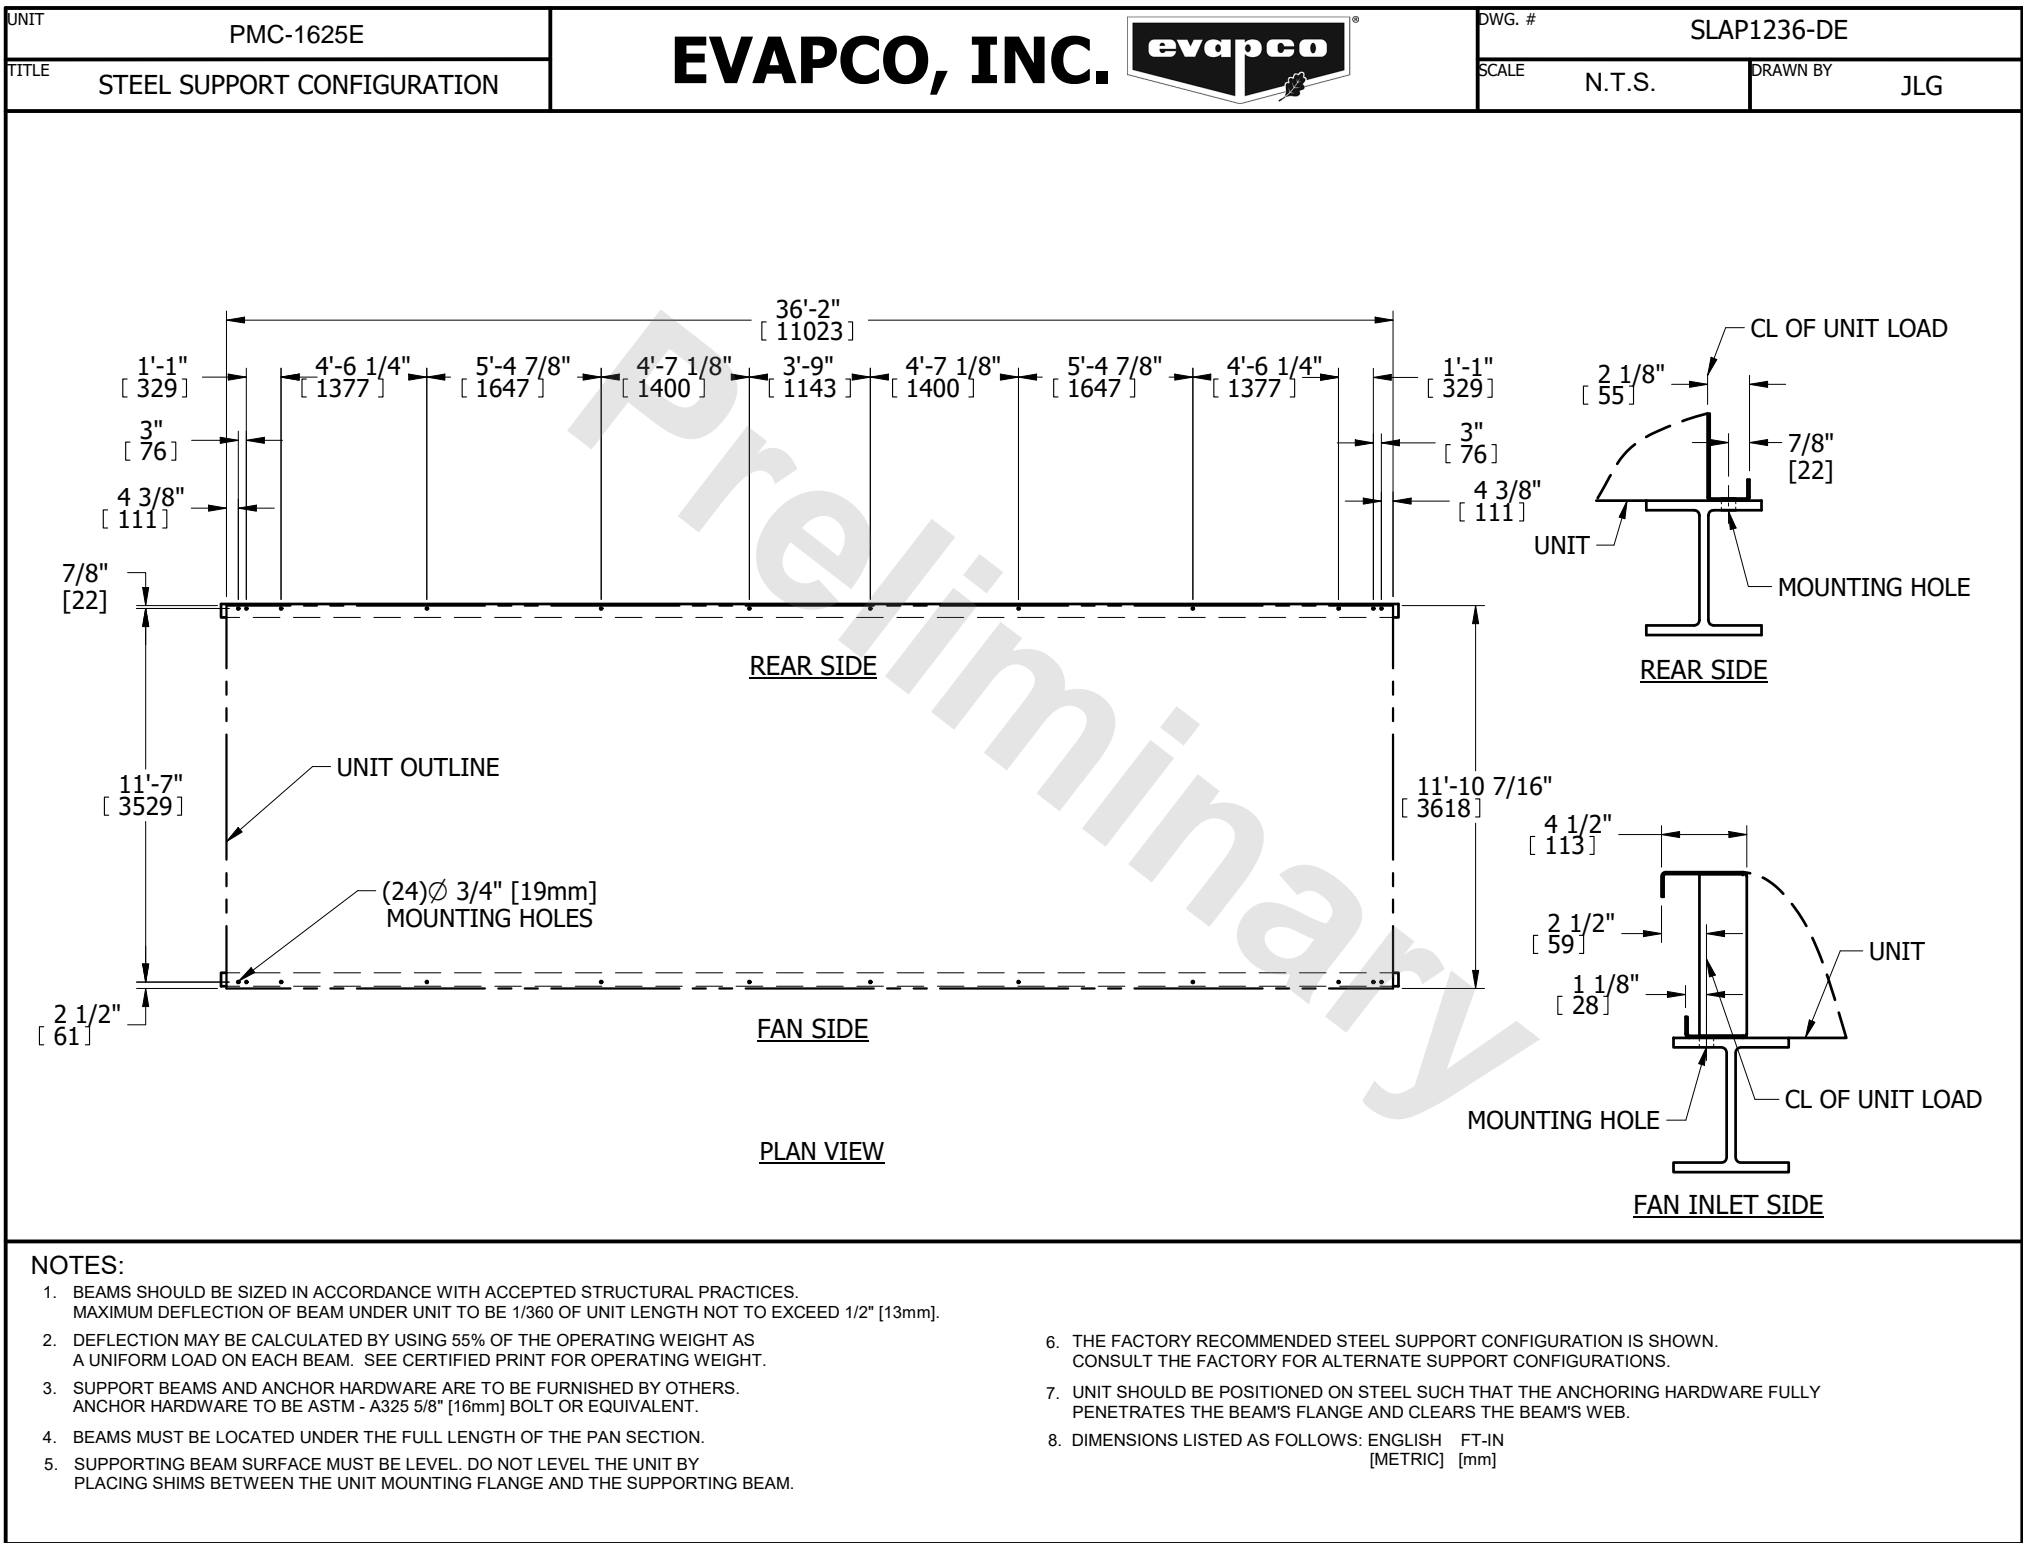 UNIT
PMC-1625E
TITLE
STEEL SUPPORT CONFIGURATION
EVAPCO, INC.
evapco
®
DWG. #
SLAP1236-DE
SCALE
N.T.S.
DRAWN BY
JLG
36'-2"
[ 11023]
1'-1"
[ 329]
4'-6 1/4"
[ 1377 ]
5'-4 7/8"
[ 1647 ]
4'-7 1/8"
[ 1400 ]
3'-9"
[ 1143 ]
4'-7 1/8"
[ 1400 ]
5'-4 7/8"
[ 1647 ]
4'-6 1/4"
[ 1377 ]
1'-1"
[ 329]
3"
[ 76]
3"
[ 76]
4 3/8"
[ 111]
4 3/8"
[ 111]
7/8"
[22]
REAR SIDE
UNIT OUTLINE
11'-7"
[ 3529]
11'-10 7/16"
[ 3618]
(24)∅ 3/4" [19mm]
MOUNTING HOLES
2 1/2"
[ 61]
FAN SIDE
PLAN VIEW
Preliminary
CL OF UNIT LOAD
2 1/8"
[ 55]
7/8"
[22]
UNIT
MOUNTING HOLE
REAR SIDE
4 1/2"
[ 113]
2 1/2"
[ 59]
UNIT
1 1/8"
[ 28]
CL OF UNIT LOAD
MOUNTING HOLE
FAN INLET SIDE
NOTES:
1. BEAMS SHOULD BE SIZED IN ACCORDANCE WITH ACCEPTED STRUCTURAL PRACTICES.
MAXIMUM DEFLECTION OF BEAM UNDER UNIT TO BE 1/360 OF UNIT LENGTH NOT TO EXCEED 1/2" [13mm].
2. DEFLECTION MAY BE CALCULATED BY USING 55% OF THE OPERATING WEIGHT AS
A UNIFORM LOAD ON EACH BEAM. SEE CERTIFIED PRINT FOR OPERATING WEIGHT.
3. SUPPORT BEAMS AND ANCHOR HARDWARE ARE TO BE FURNISHED BY OTHERS.
ANCHOR HARDWARE TO BE ASTM - A325 5/8" [16mm] BOLT OR EQUIVALENT.
4. BEAMS MUST BE LOCATED UNDER THE FULL LENGTH OF THE PAN SECTION.
5. SUPPORTING BEAM SURFACE MUST BE LEVEL. DO NOT LEVEL THE UNIT BY
PLACING SHIMS BETWEEN THE UNIT MOUNTING FLANGE AND THE SUPPORTING BEAM.
6. THE FACTORY RECOMMENDED STEEL SUPPORT CONFIGURATION IS SHOWN.
CONSULT THE FACTORY FOR ALTERNATE SUPPORT CONFIGURATIONS.
7. UNIT SHOULD BE POSITIONED ON STEEL SUCH THAT THE ANCHORING HARDWARE FULLY
PENETRATES THE BEAM'S FLANGE AND CLEARS THE BEAM'S WEB.
8. DIMENSIONS LISTED AS FOLLOWS: ENGLISH FT-IN
[METRIC] [mm]